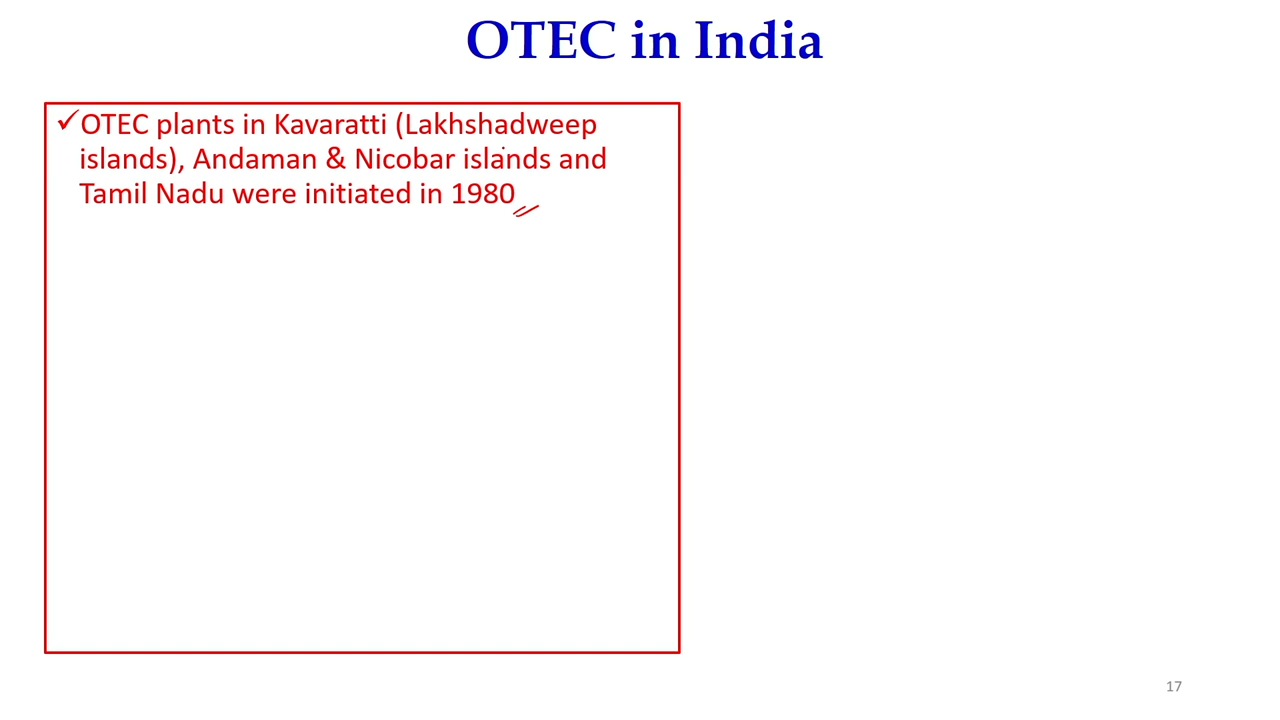 OTEC in India
✓OTEC plants in Kavaratti (Lakhshadweep
islands), Andaman & Nicobar islands and
Tamil Nadu were initiated in 1980
17